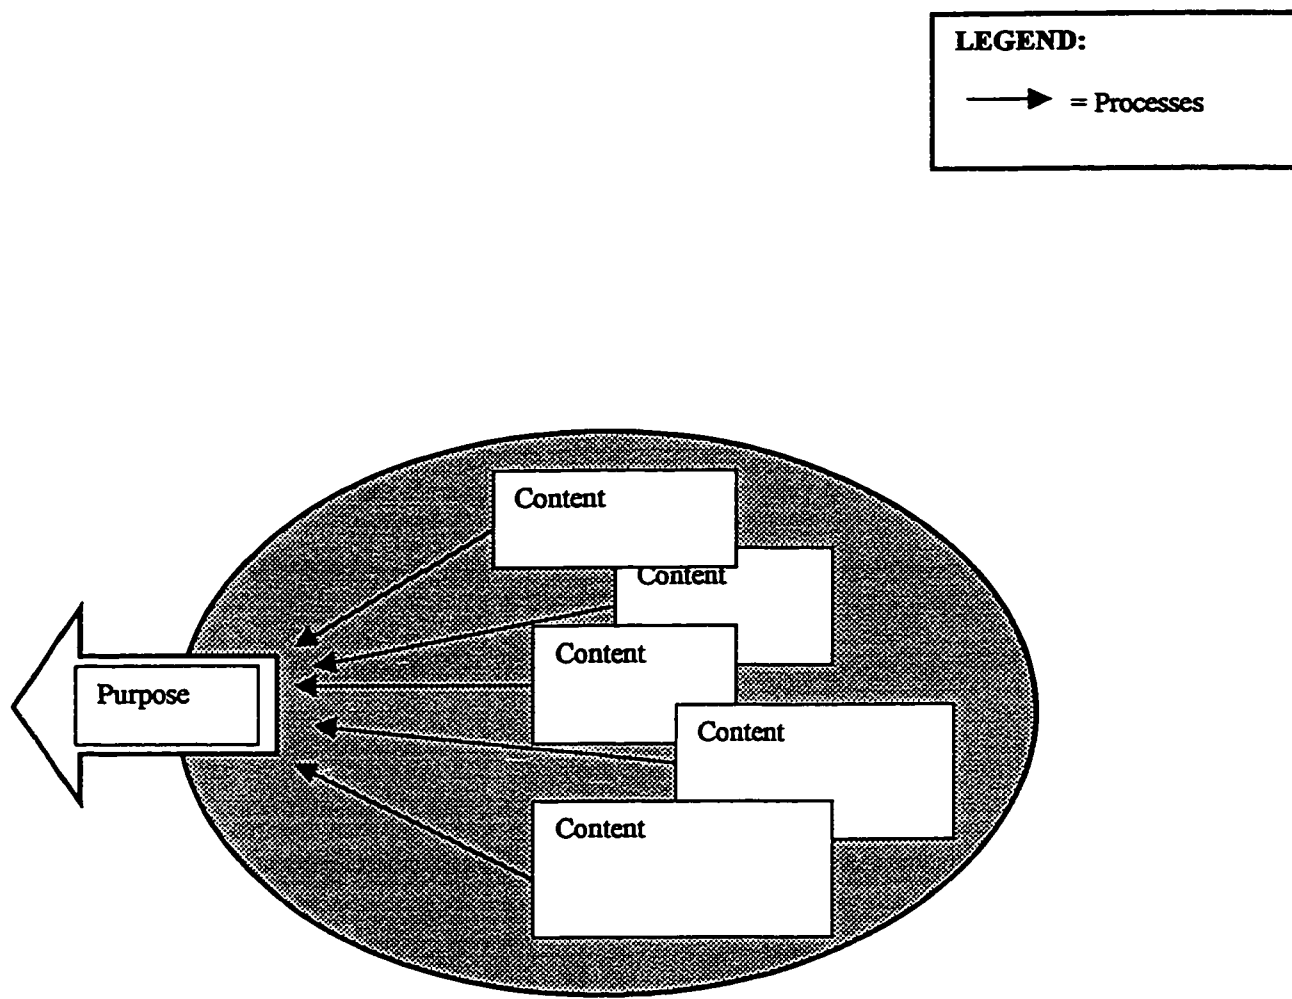 LEGEND:
= Processes
Content
Content
Content
Purpose
Content
Content